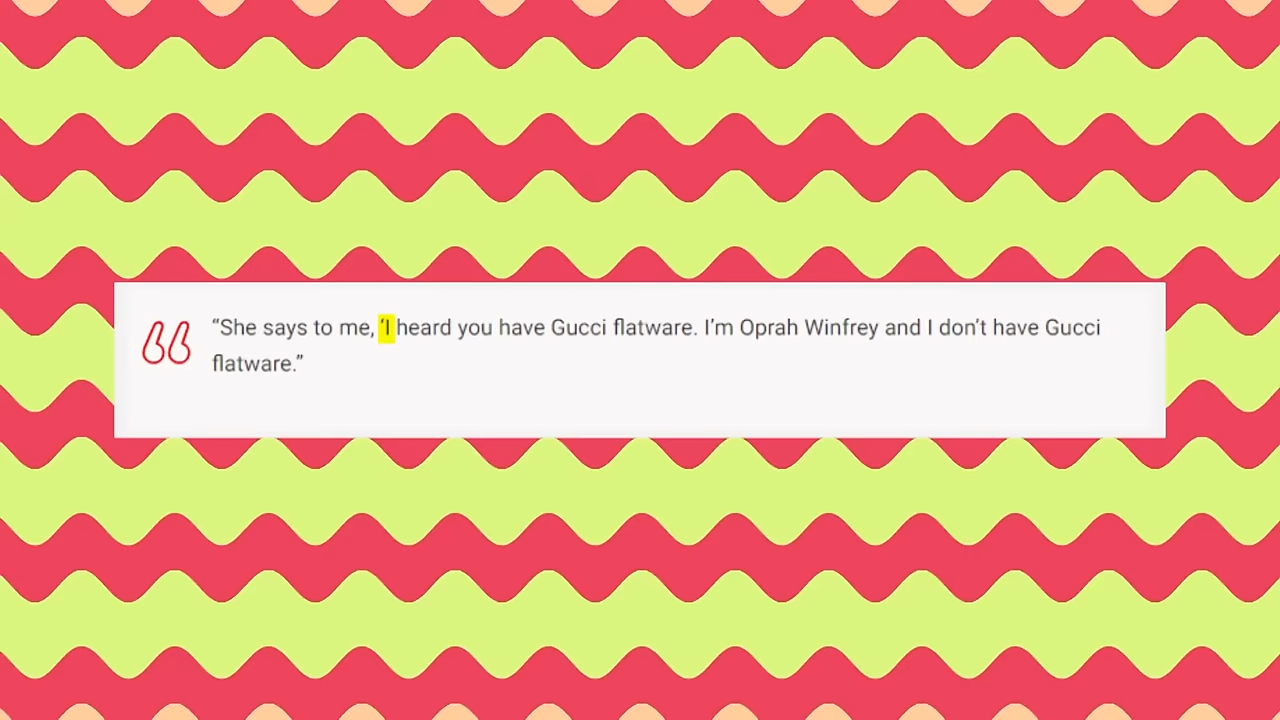 “She says to me, ‘I heard you have Gucci flatware. I’m Oprah Winfrey and I don’t have Gucci
flatware.”